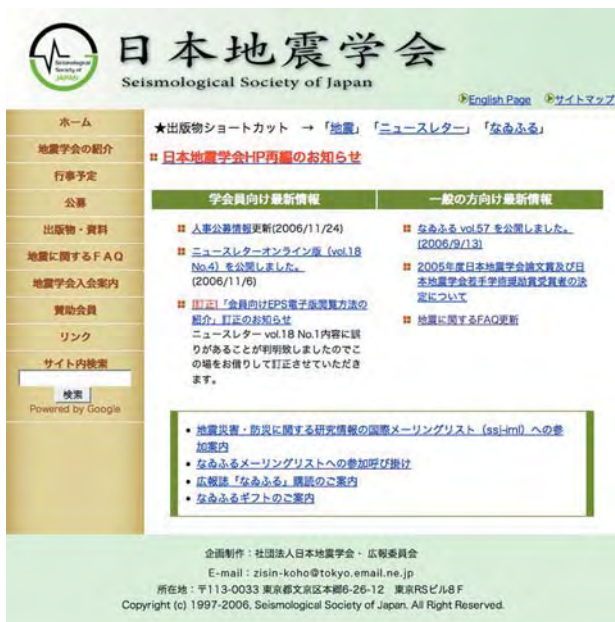 Seismological
Society of
JAPAN
日本地震学会
Seismological Society of Japan
English Page サイトマップ
ホーム
地震学会の紹介
行事予定
公募
出版物・資料
地震に関するFAQ
地震学会入会案内
賛助会員
リンク
サイト内検索
検索
Powered by Google
★出版物ショートカット → 「地震」「ニュースレター」「なゐふる」
日本地震学会HP再編のお知らせ
学会員向け最新情報
人事公募情報更新(2006/11/24)
ニュースレターオンライン版（vol.18
No.4）を公開しました。
(2006/11/6)
[訂正]「会員向けEPS電子版閲覧方法の
紹介」訂正のお知らせ
ニュースレター vol.18 No.1内容に誤
りがあることが判明致しましたのでこ
の場をお借りして訂正させていただき
ます。
一般の方向け最新情報
なゐふる vol.57 を公開しました。
(2006/9/13)
2005年度日本地震学会論文賞及び日
本地震学会若手学術奨励賞受賞者の決
定について
地震に関するFAQ更新
• 地震災害・防災に関する研究情報の国際メーリングリスト（ssj-iml）への参
加案内
• なゐふるメーリングリストへの参加呼び掛け
• 広報誌「なゐふる」購読のご案内
• なゐふるギフトのご案内
企画制作：社団法人日本地震学会・ 広報委員会
E-mail：zisin-koho@tokyo.email.ne.jp
所在地：〒113-0033 東京都文京区本郷6-26-12 東京RSビル8F
Copyright (c) 1997-2006, Seismological Society of Japan. All Right Reserved.